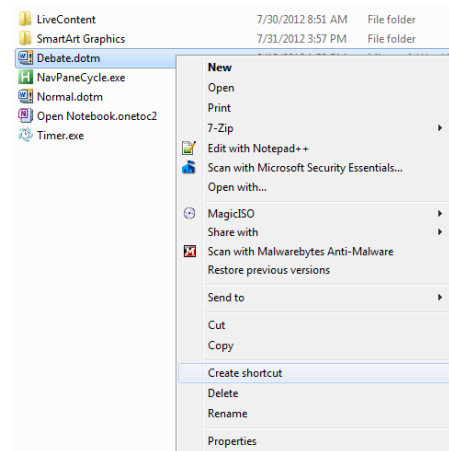 LiveContent 7/30/2012 8:51 AM File folder
SmartArt Graphics 7/31/2012 3:57 PM File folder
Debate.dotm
NavPaneCycle.exe
Normal.dotm
Open Notebook.onetoc2
Timer.exe
New
Open
Print
7-Zip
Edit with Notepad++
Scan with Microsoft Security Essentials...
Open with...
MagicISO
Share with
Scan with Malwarebytes Anti-Malware
Restore previous versions
Send to
Cut
Copy
Create shortcut
Delete
Rename
Properties